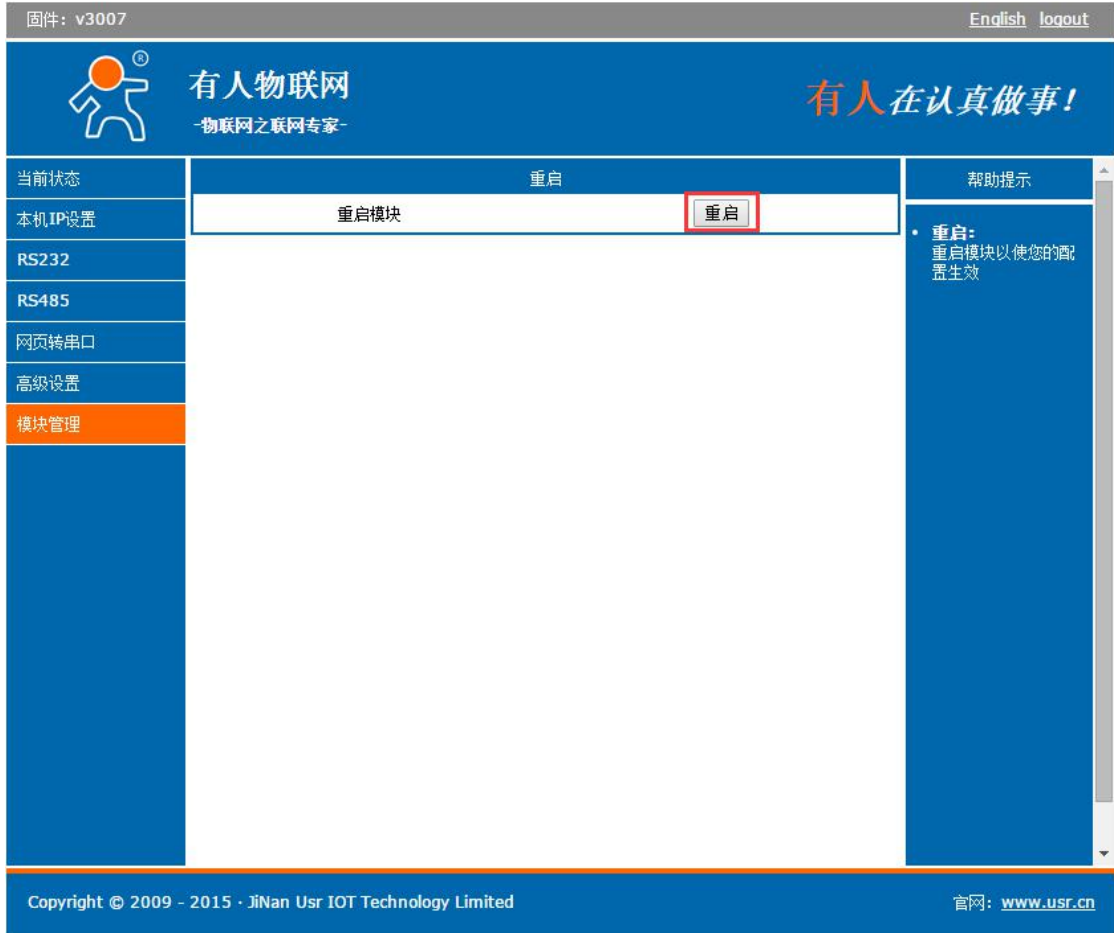 固件: v3007
English logout
®
有人物联网
-物联网之联网专家-
有人在认真做事!
当前状态
本机IP设置
RS232
RS485
网页转串口
高级设置
模块管理
重启
重启模块
重启
帮助提示
• 重启:
重启模块以使您的配
置生效
Copyright © 2009 - 2015 · JiNan Usr IOT Technology Limited
官网: www.usr.cn